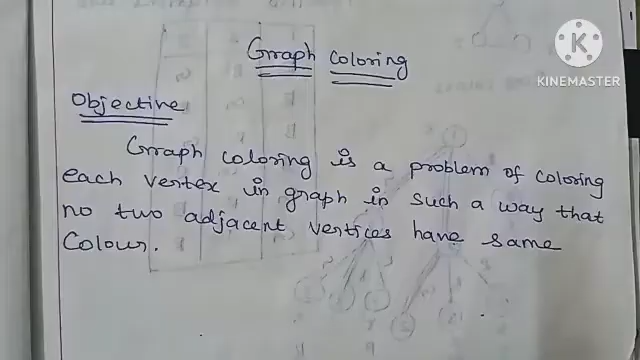 Graph Coloring
KINEMASTER
Objective
Graph coloring is a problem of coloring
each vertex in graph in such a way that
no two adjacent vertices have same
Colour.